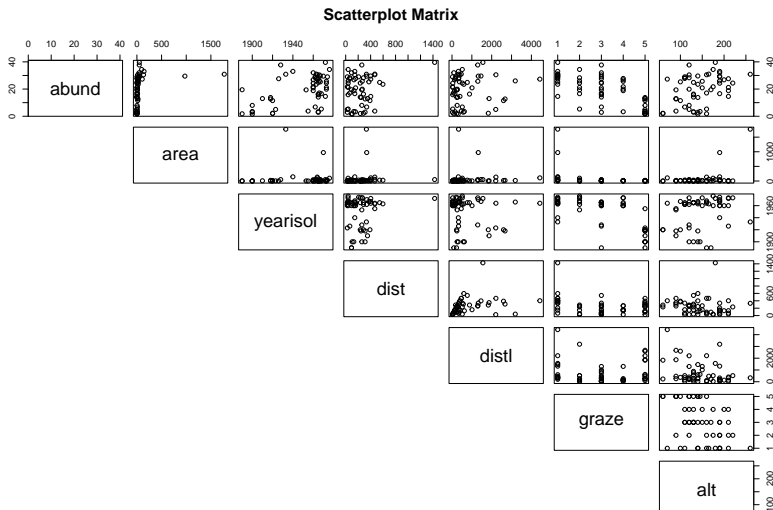 Scatterplot Matrix
0 10 20 30 40
0 500 1500
1900 1940
0 400 800 1400
0 2000 4000
1 2 3 4 5
100 200
abund
0 20 40
area
0 1000
yearisol
1900 1960
dist
0 600 1400
distl
0 2060
graze
1 2 3 4 5
alt
100 200